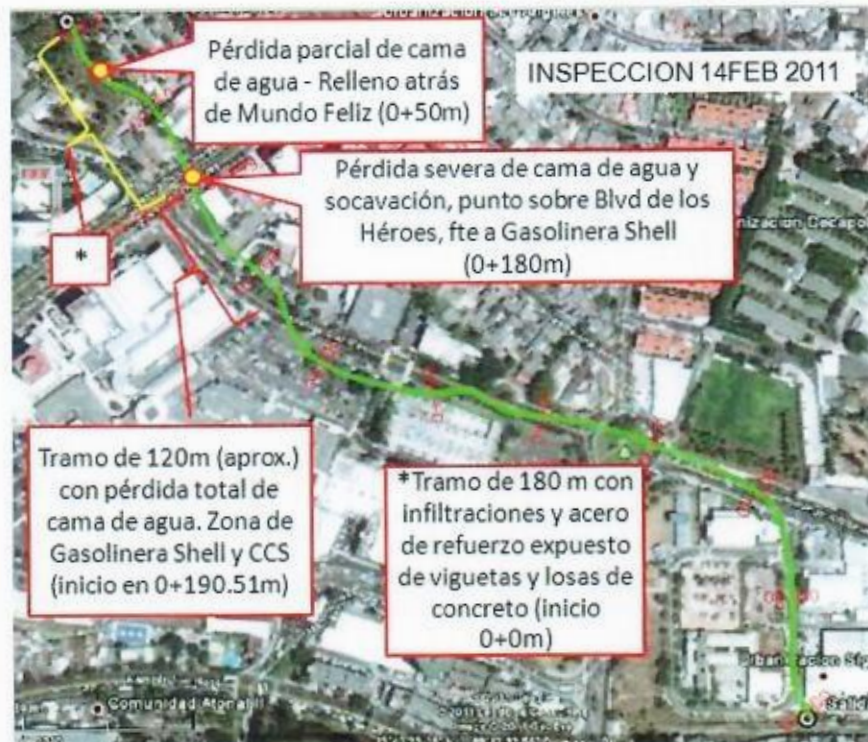 INSPECCION 14FEB 2011
Pérdida parcial de cama
de agua - Relleno atrás
de Mundo Feliz (0+50m)
Pérdida severa de cama de agua y
socavación, punto sobre Blvd de los
Héroes, fte a Gasolinera Shell
(0+180m)
*
Tramo de 120m (aprox.)
con pérdida total de
cama de agua. Zona de
Gasolinera Shell y CCS
(inicio en 0+190.51m)
*Tramo de 180 m con
infiltraciones y acero
de refuerzo expuesto
de viguetas y losas de
concreto (inicio
0+0m)
Comunidad Atonatl II